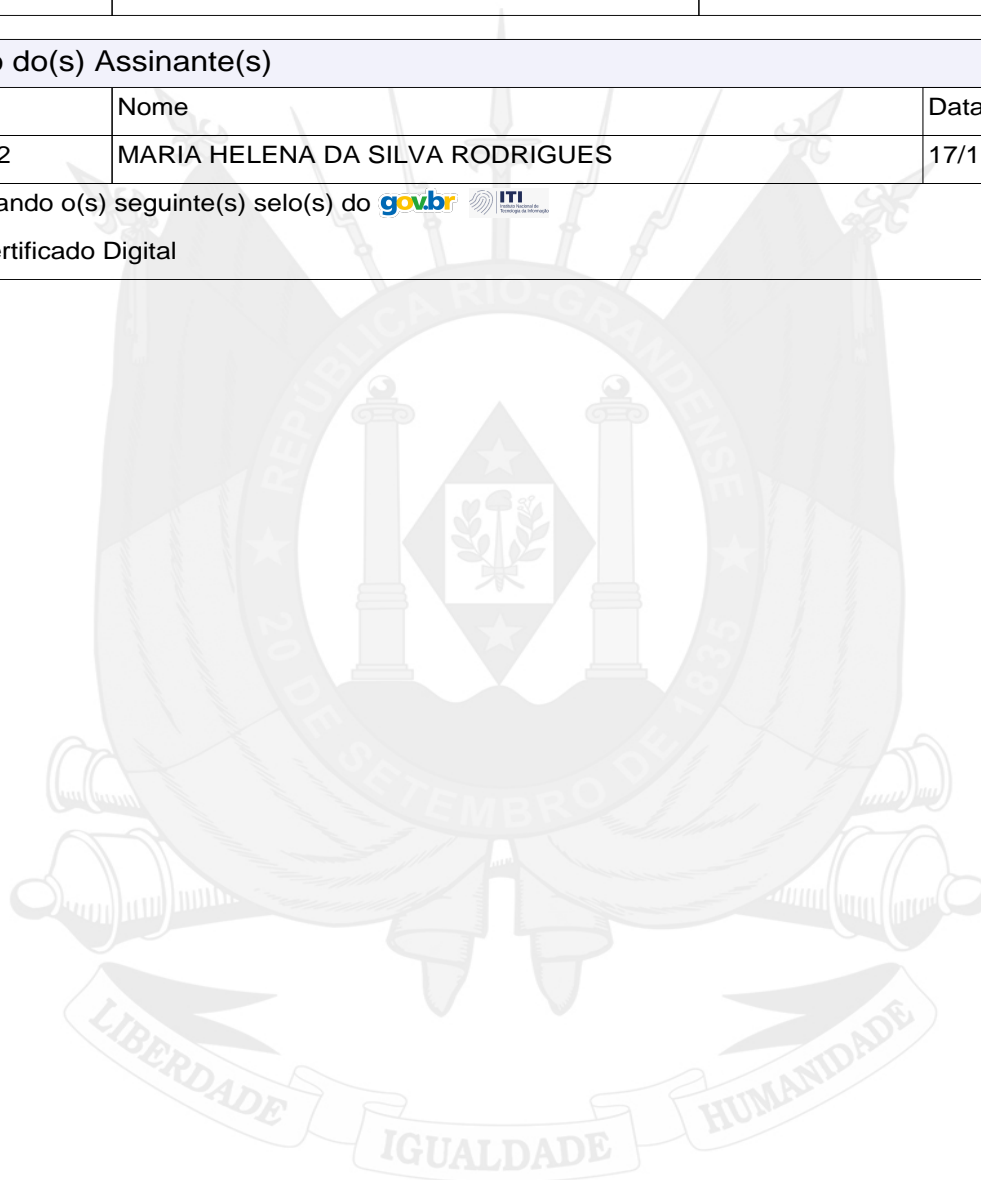 o do(s) Assinante(s)
Nome Data
2 MARIA HELENA DA SILVA RODRIGUES 17/1
ando o(s) seguinte(s) selo(s) do gov.br ITI
rtificado Digital
REPÚBLICA RIO-GRANDENSE
20 DE SETEMBRO DE 1835
LIBERDADE IGUALDADE HUMANIDADE